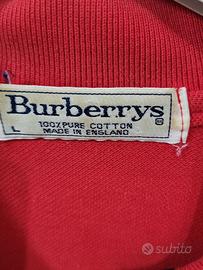 Burberrys®
100% PURE COTTON
L MADE IN ENGLAND
subito